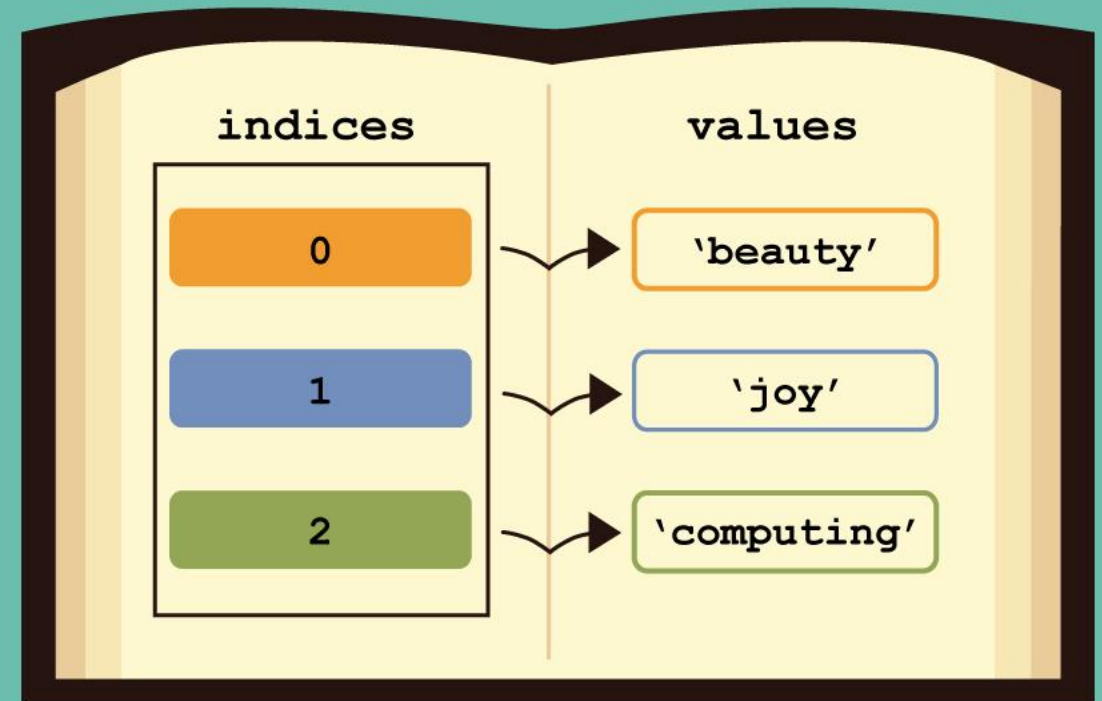 indices values
0 ‘beauty’
1 ‘joy’
2 ‘computing’